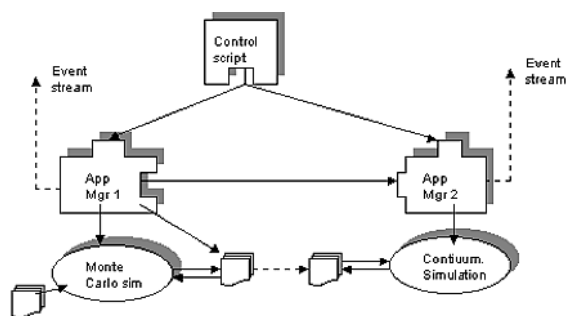 Control
script
Event
stream
Event
stream
App
Mgr 1
App
Mgr 2
Monte
Carlo sim
Contiuum.
Simulation